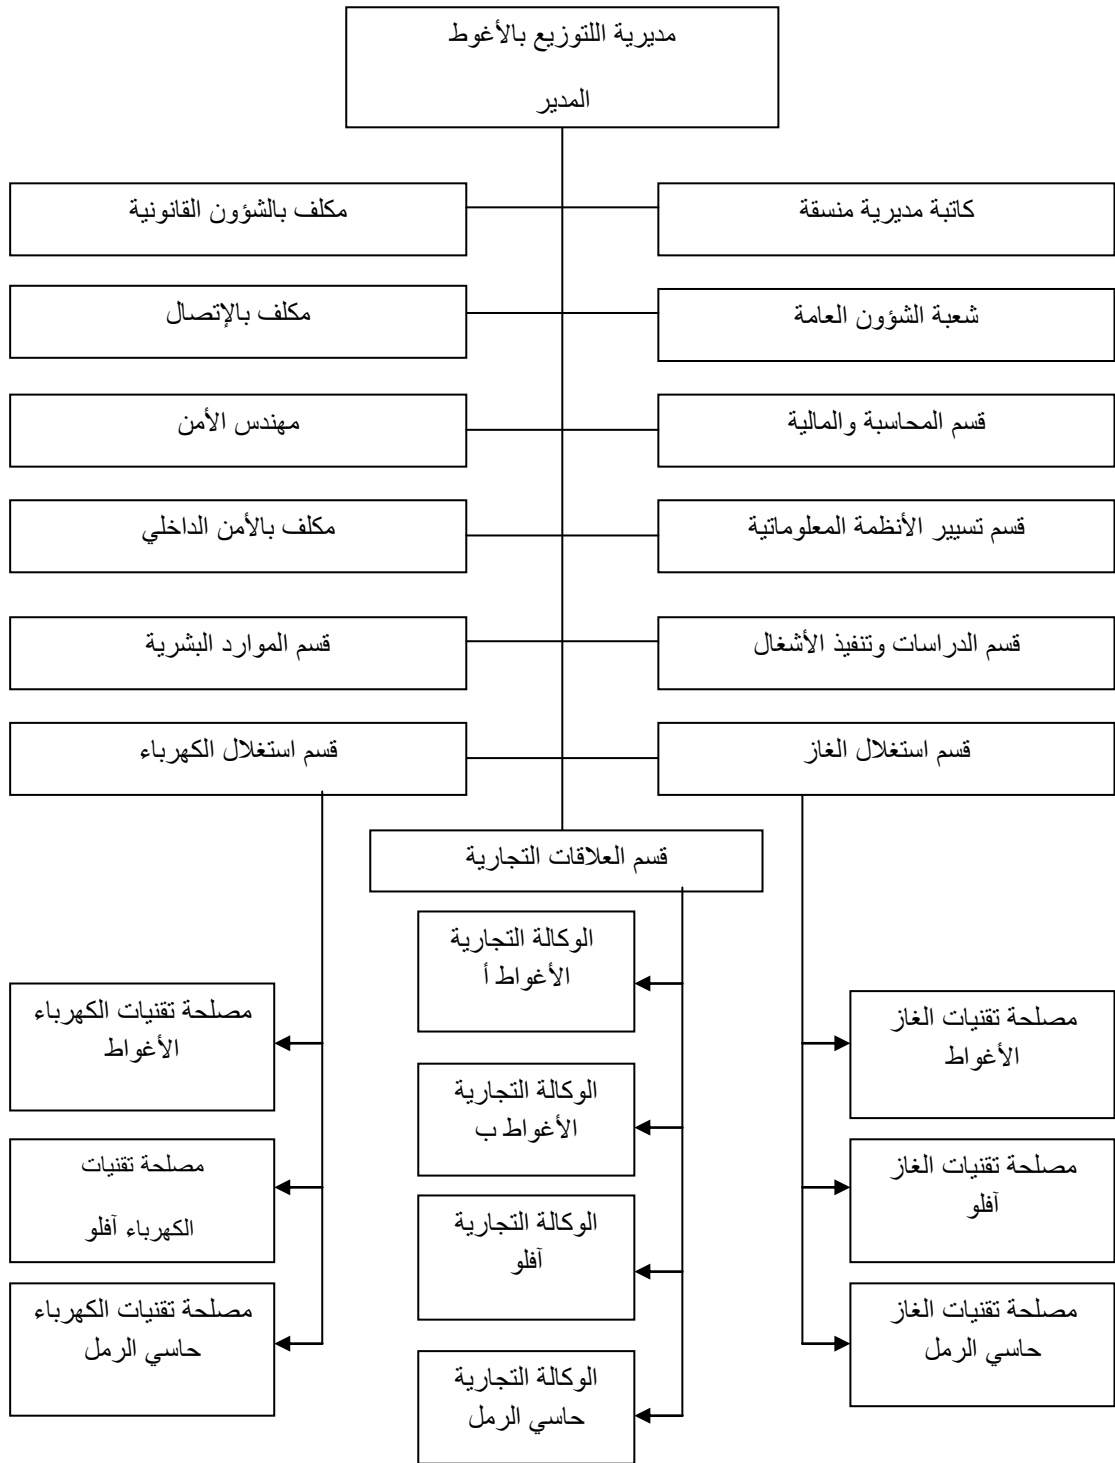 مديرية اللتوزيع بالأغوط
المدير
كاتبة مديرية منسقة
مكلف بالشؤون القانونية
شعبة الشؤون العامة
مكلف بالإتصال
قسم المحاسبة والمالية
مهندس الأمن
قسم تسيير الأنظمة المعلوماتية
مكلف بالأمن الداخلي
قسم الدراسات وتنفيذ الأشغال
قسم الموارد البشرية
قسم استغلال الغاز
قسم استغلال الكهرباء
قسم العلاقات التجارية
مصلحة تقنيات الغاز
الأغواط
مصلحة تقنيات الغاز
آفلو
مصلحة تقنيات الغاز
حاسي الرمل
الوكالة التجارية
الأغواط أ
الوكالة التجارية
الأغواط ب
الوكالة التجارية
آفلو
الوكالة التجارية
حاسي الرمل
مصلحة تقنيات الكهرباء
الأغواط
مصلحة تقنيات
الكهرباء آفلو
مصلحة تقنيات الكهرباء
حاسي الرمل